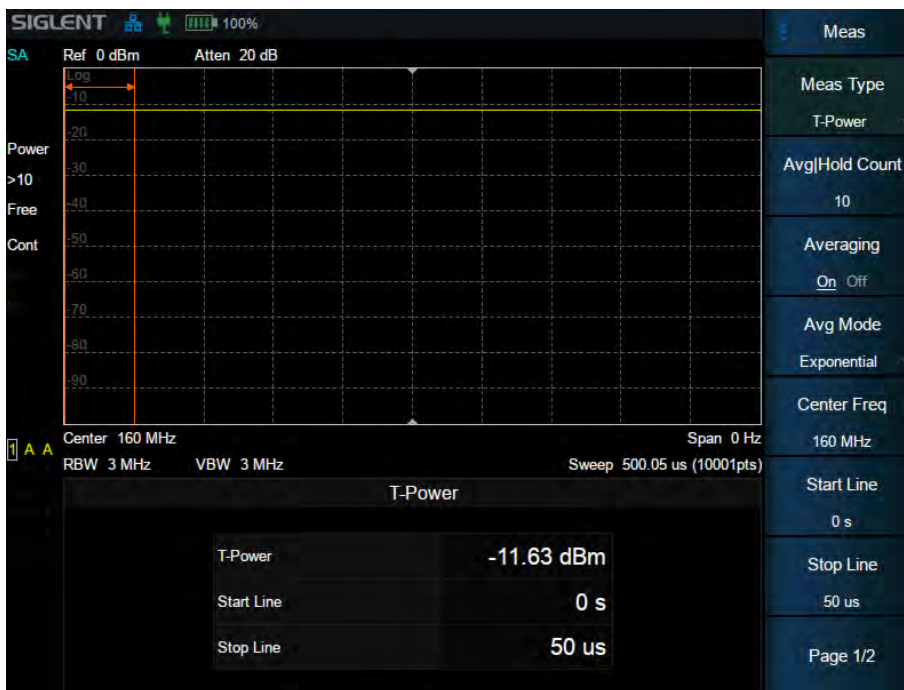 SIGLENT 100%
Meas
SA Ref 0 dBm Atten 20 dB
Log
-10
-20
-30
-40
-50
-60
-70
-80
-90
Power
>10
Free
Cont
1 A A
Center 160 MHz Span 0 Hz
RBW 3 MHz VBW 3 MHz Sweep 500.05 us (10001pts)
T-Power
T-Power -11.63 dBm
Start Line 0 s
Stop Line 50 us
Meas Type
T-Power
Avg|Hold Count
10
Averaging
On Off
Avg Mode
Exponential
Center Freq
160 MHz
Start Line
0 s
Stop Line
50 us
Page 1/2